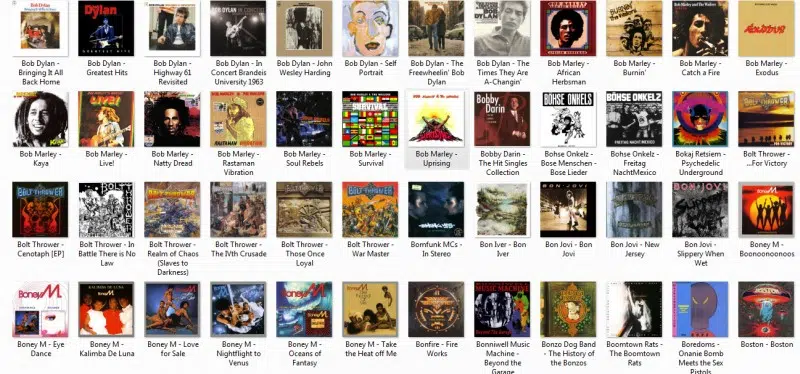 Bob Dylan -
Bringing It All
Back Home
Bob Dylan -
Greatest Hits
Bob Dylan -
Highway 61
Revisited
Bob Dylan - In
Concert Brandeis
University 1963
Bob Dylan - John
Wesley Harding
Bob Dylan - Self
Portrait
Bob Dylan - The
Freewheelin' Bob
Dylan
Bob Dylan - The
Times They Are
A-Changin'
Bob Marley -
African
Herbsman
Bob Marley -
Burnin'
Bob Marley -
Catch a Fire
Bob Marley -
Exodus
Bob Marley -
Kaya
Bob Marley -
Live!
Bob Marley -
Natty Dread
Bob Marley -
Rastaman
Vibration
Bob Marley -
Soul Rebels
Bob Marley -
Survival
Bob Marley -
Uprising
Bobby Darin -
The Hit Singles
Collection
Böhse Onkelz -
Bose Menschen -
Bose Lieder
Böhse Onkelz -
Freitag
NachtMexico
Bokaj Retsiem -
Psychedelic
Underground
Bolt Thrower -
...For Victory
Bolt Thrower -
Cenotaph [EP]
Bolt Thrower - In
Battle There is No
Law
Bolt Thrower -
Realm of Chaos
(Slaves to
Darkness)
Bolt Thrower -
The IVth Crusade
Bolt Thrower -
Those Once
Loyal
Bolt Thrower -
War Master
Bomfunk MCs -
In Stereo
Bon Iver - Bon
Iver
Bon Jovi - Bon
Jovi
Bon Jovi - New
Jersey
Bon Jovi -
Slippery When
Wet
Boney M -
Boonoonoonoos
Boney M - Eye
Dance
Boney M -
Kalimba De Luna
Boney M - Love
for Sale
Boney M -
Nightflight to
Venus
Boney M -
Oceans of
Fantasy
Boney M - Take
the Heat off Me
Bonfire - Fire
Works
Bonniwell Music
Machine -
Beyond the
Garage
Bonzo Dog Band
- The History of
the Bonzos
Boomtown Rats
- The Boomtown
Rats
Boredoms -
Onanie Bomb
Meets the Sex
Pistols
Boston - Boston